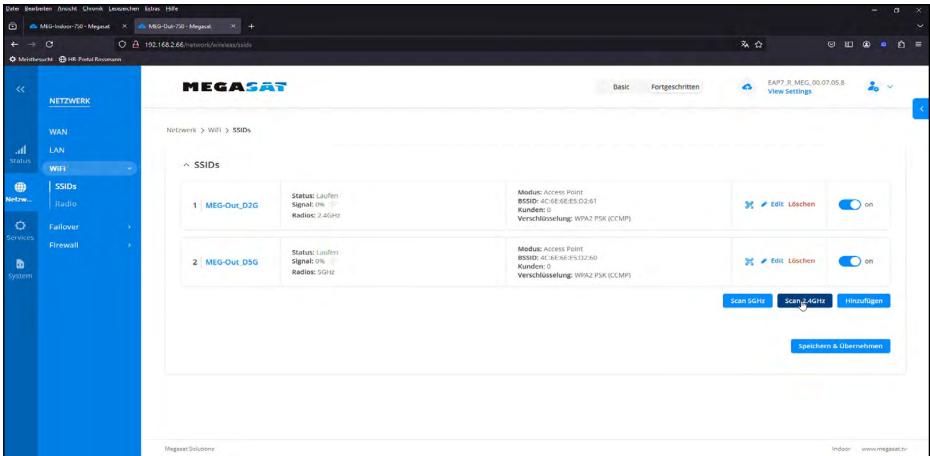 Datei Bearbeiten Ansicht Chronik Lesezeichen Extras Hilfe
MEG-Indoor-750 - Megasat
MEG-Out-750 - Megasat
192.168.2.66/network/wireless/ssids
Meistbesucht HR-Portal Rossmann
MEGASAT
Basic Fortgeschritten
EAP7_R_MEG_00.07.05.8
View Settings
NETZWERK
WAN
LAN
WiFi
SSIDs
Radio
Failover
Firewall
Status
Netzw...
Services
System
Netzwerk > WiFi > SSIDs
SSIDs
1 MEG-Out_D2G
Status: Laufen
Signal: 0%
Radios: 2.4GHz
Modus: Access Point
BSSID: 4C:6E:6E:E5:D2:61
Kunden: 0
Verschlüsselung: WPA2 PSK (CCMP)
Edit Löschen on
2 MEG-Out_D5G
Status: Laufen
Signal: 0%
Radios: 5GHz
Modus: Access Point
BSSID: 4C:6E:6E:E5:D2:60
Kunden: 0
Verschlüsselung: WPA2 PSK (CCMP)
Edit Löschen on
Scan 5GHz Scan 2.4GHz Hinzufügen
Speichern & Übernehmen
Megasat Solutions
Indoor www.megasat.tv